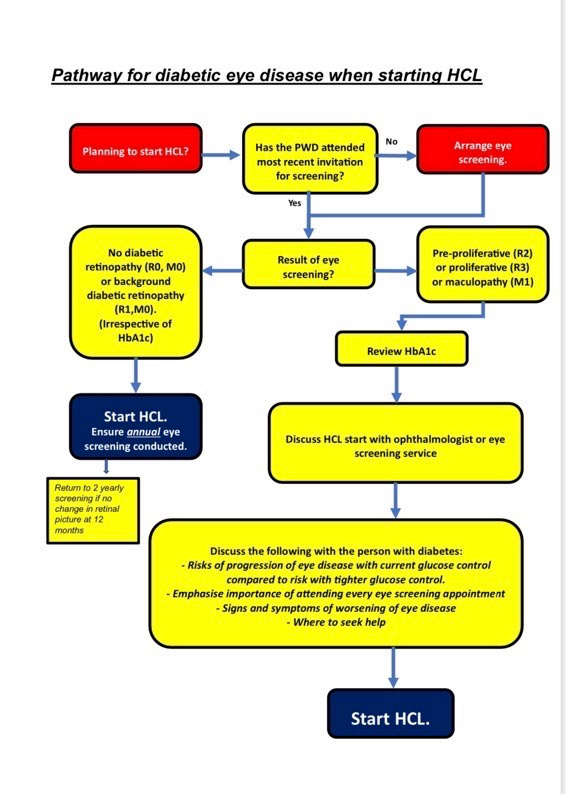 Pathway for diabetic eye disease when starting HCL
Planning to start HCL?
Has the PWD attended
most recent invitation
for screening?
No
Arrange eye
screening.
Yes
No diabetic
retinopathy (R0, M0)
or background
diabetic retinopathy
(R1,M0).
(Irrespective of
HbA1c)
Result of eye
screening?
Pre-proliferative (R2)
or proliferative (R3)
or maculopathy (M1)
Review HbA1c
Start HCL.
Ensure annual eye
screening conducted.
Discuss HCL start with ophthalmologist or eye
screening service
Return to 2 yearly
screening if no
change in retinal
picture at 12
months
Discuss the following with the person with diabetes:
- Risks of progression of eye disease with current glucose control
compared to risk with tighter glucose control.
- Emphasise importance of attending every eye screening appointment
- Signs and symptoms of worsening of eye disease
- Where to seek help
Start HCL.